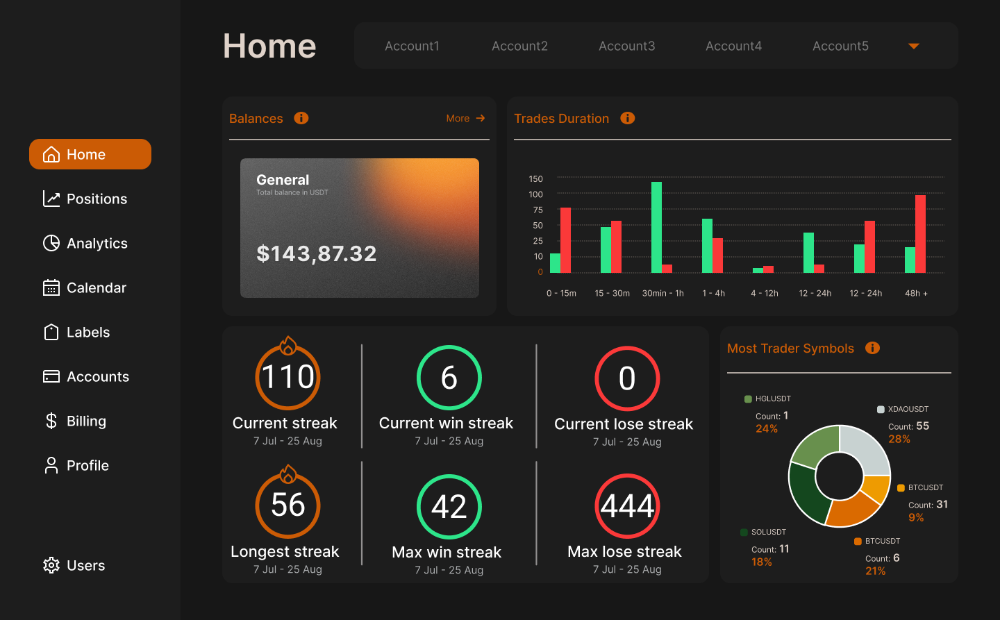 Home
Positions
Analytics
Calendar
Labels
Accounts
Billing
Profile
Users
Home
Account1 Account2 Account3 Account4 Account5
Balances
More
General
Total balance in USDT
$143,87.32
Trades Duration
150
100
75
50
25
10
0
0 - 15m 15 - 30m 30min - 1h 1 - 4h 4 - 12h 12 - 24h 12 - 24h 48h +
110
Current streak
7 Jul - 25 Aug
6
Current win streak
7 Jul - 25 Aug
0
Current lose streak
7 Jul - 25 Aug
56
Longest streak
7 Jul - 25 Aug
42
Max win streak
7 Jul - 25 Aug
444
Max lose streak
7 Jul - 25 Aug
Most Trader Symbols
HGLUSDT
Count: 1
24%
XDAOUSDT
Count: 55
28%
BTCUSDT
Count: 31
9%
SOLUSDT
Count: 11
18%
BTCUSDT
Count: 6
21%